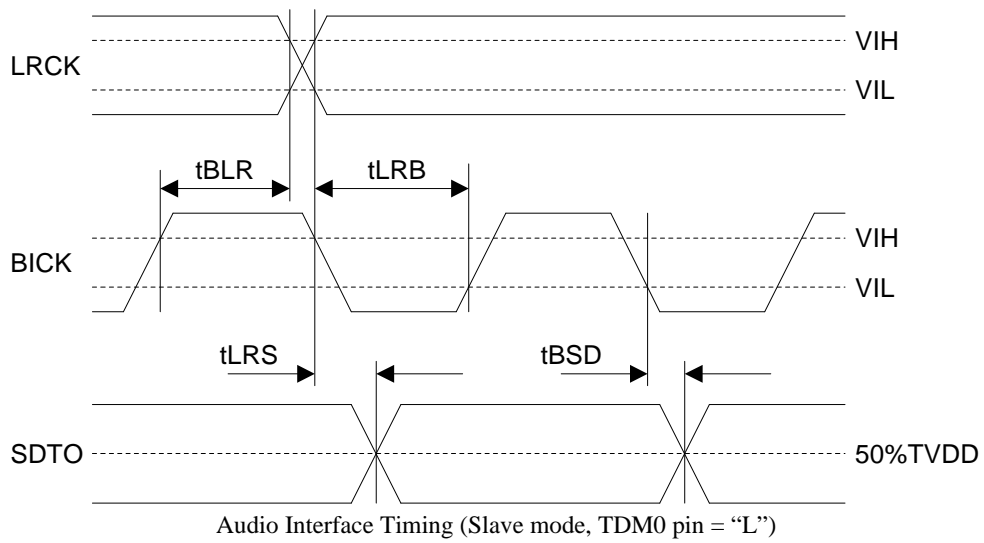 LRCK
VIH
VIL
tBLR
tLRB
BICK
VIH
VIL
tLRS
tBSD
SDTO
50%TVDD
Audio Interface Timing (Slave mode, TDM0 pin = “L”)